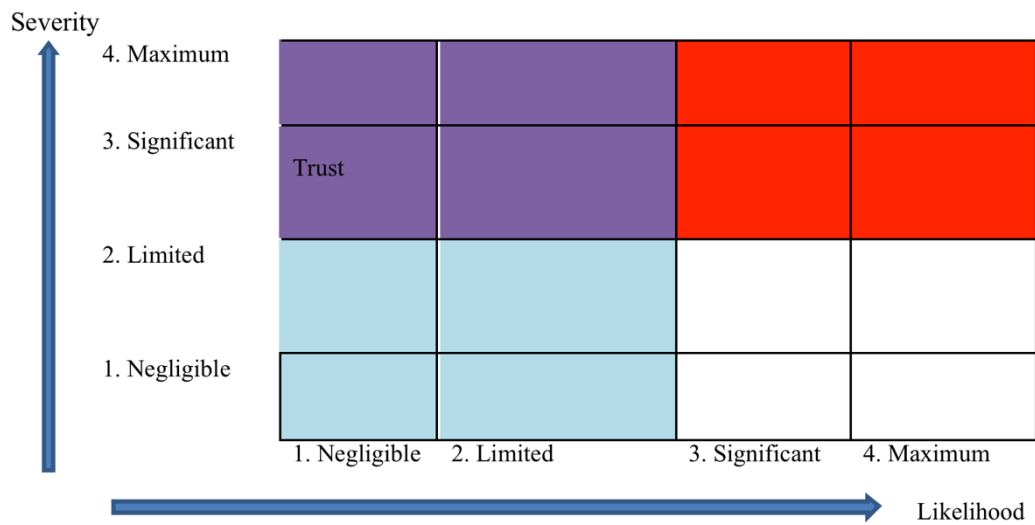 Severity
4. Maximum
3. Significant
Trust
2. Limited
1. Negligible
1. Negligible
2. Limited
3. Significant
4. Maximum
Likelihood